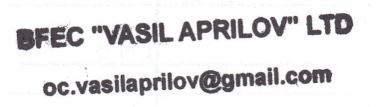 BFEC "VASIL APRILOV" LTD
oc.vasilaprilov@gmail.com